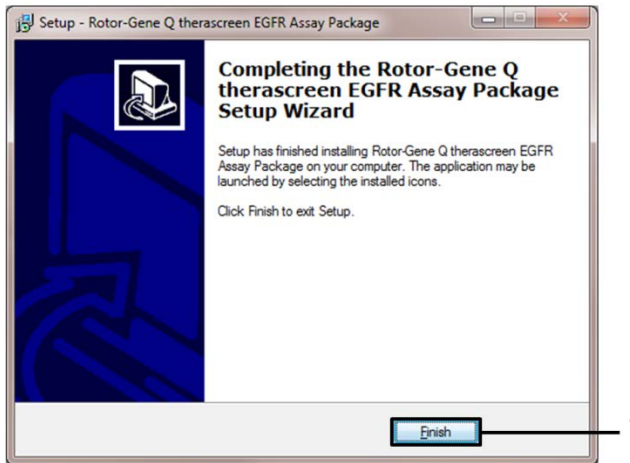 Setup - Rotor-Gene Q therascreen EGFR Assay Package
Completing the Rotor-Gene Q
therascreen EGFR Assay Package
Setup Wizard
Setup has finished installing Rotor-Gene Q therascreen EGFR
Assay Package on your computer. The application may be
launched by selecting the installed icons.
Click Finish to exit Setup.
Finish